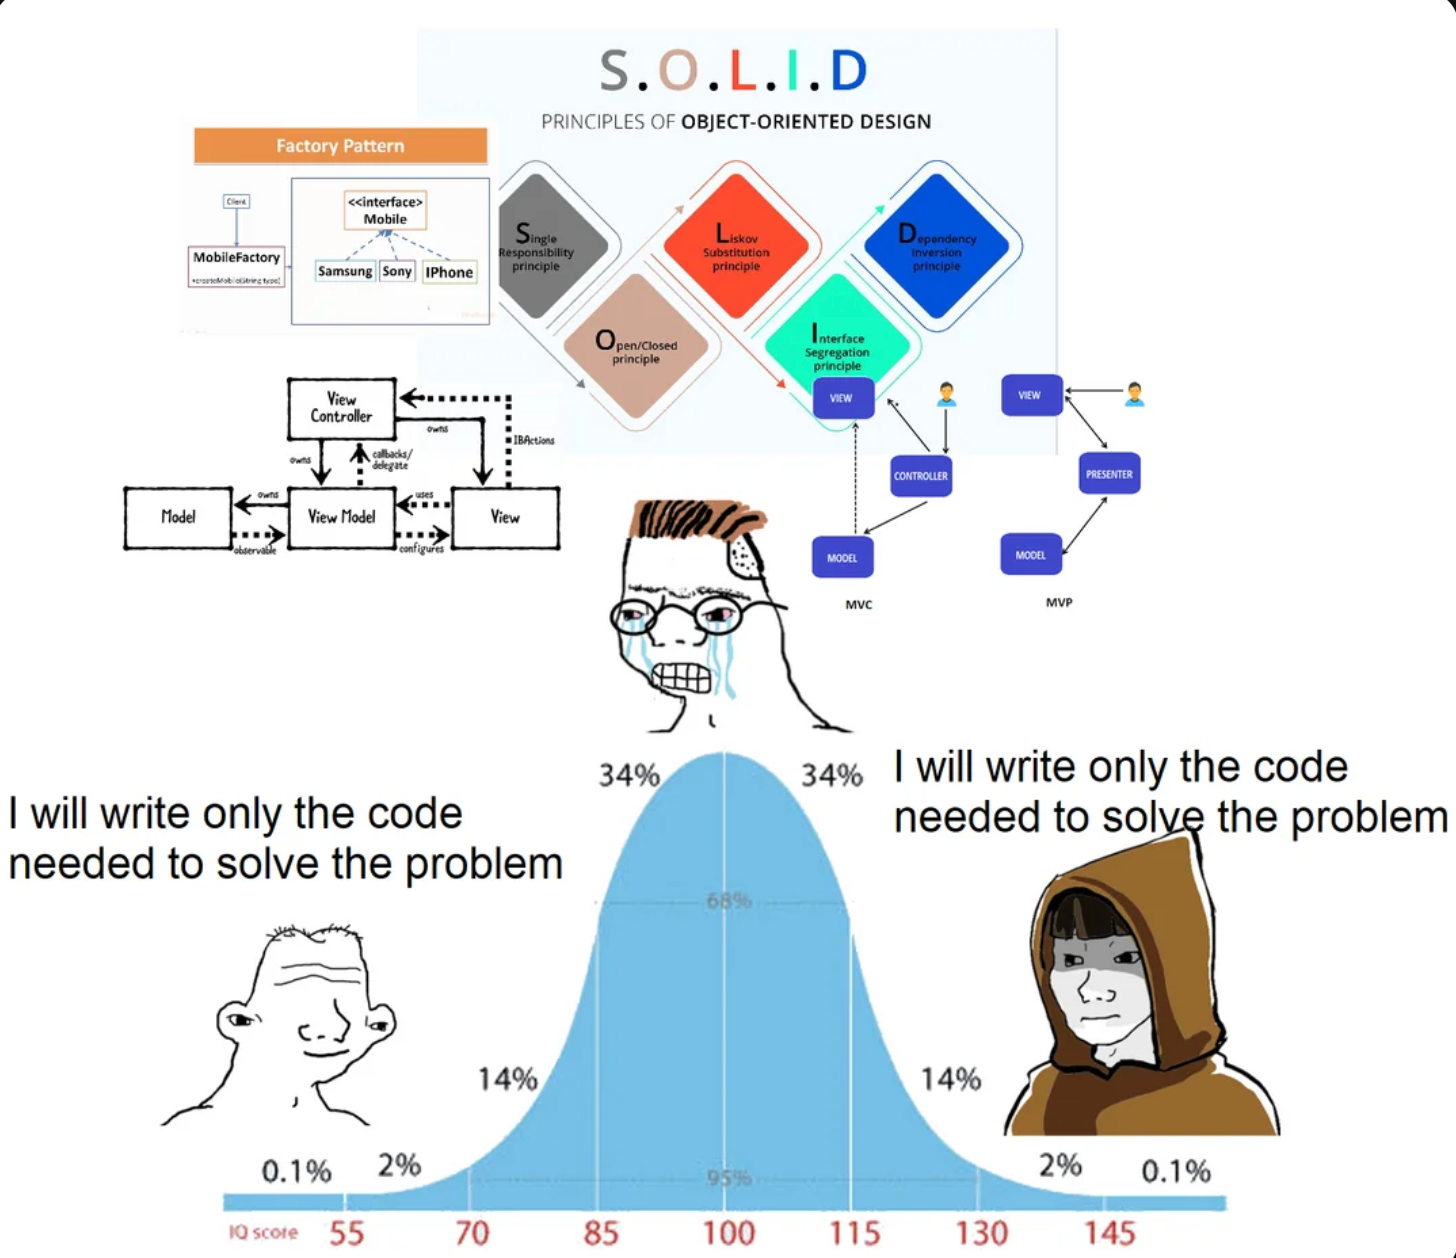 S.O.L.I.D
PRINCIPLES OF OBJECT-ORIENTED DESIGN
Factory Pattern
Client
MobileFactory
+createMobile(String type)
<<interface>>
Mobile
Samsung
Sony
IPhone
Single
Responsibility
principle
Open/Closed
principle
Liskov
Substitution
principle
Interface
Segregation
principle
Dependency
Inversion
principle
View
Controller
owns
owns
callbacks/
delegate
IBActions
Model
owns
observable
View Model
uses
configures
View
VIEW
CONTROLLER
MODEL
MVC
VIEW
PRESENTER
MODEL
MVP
I will write only the code
needed to solve the problem
I will write only the code
needed to solve the problem
34%
34%
68%
14%
14%
95%
0.1%
2%
2%
0.1%
IQ score 55 70 85 100 115 130 145